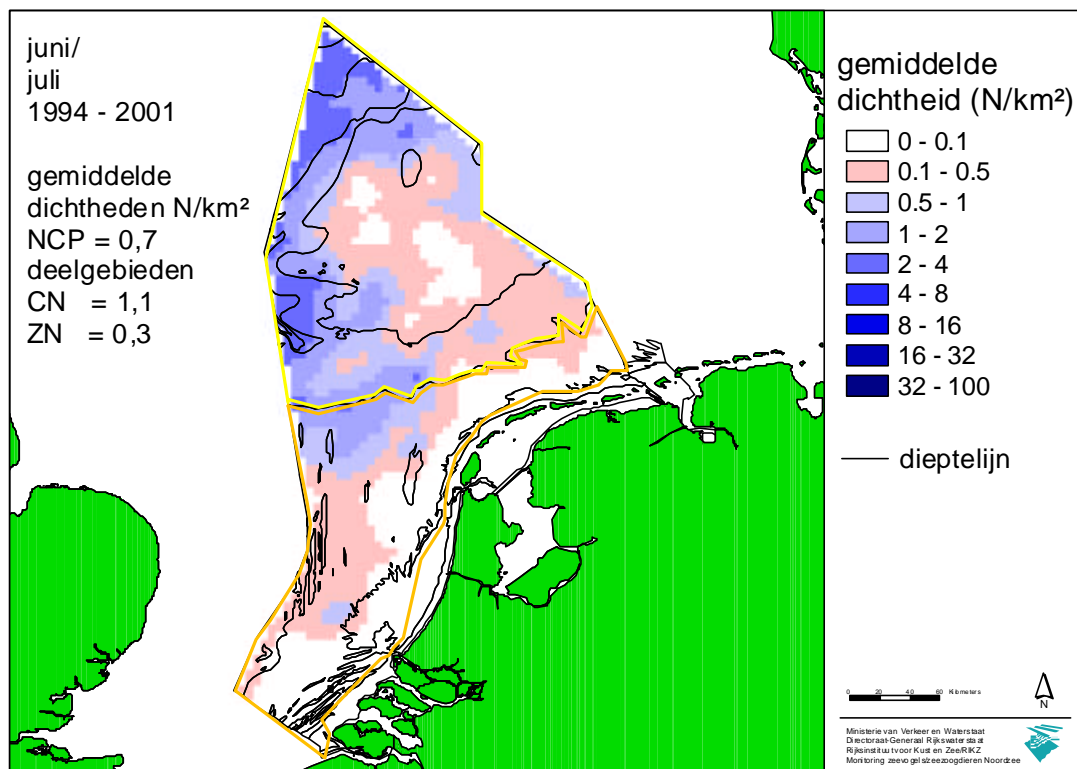 juni/
juli
1994 - 2001
gemiddelde
dichtheden N/km²
NCP = 0,7
deelgebieden
CN = 1,1
ZN = 0,3
gemiddelde
dichtheid (N/km²)
0 - 0.1
0.1 - 0.5
0.5 - 1
1 - 2
2 - 4
4 - 8
8 - 16
16 - 32
32 - 100
dieptelijn
0 20 40 60 Kilometers
N
Ministerie van Verkeer en Waterstaat
Directoraat-Generaal Rijkswaterstaat
Rijksinstituut voor Kust en Zee/RIKZ
Monitoring zeevogels/zeezoogdieren Noordzee